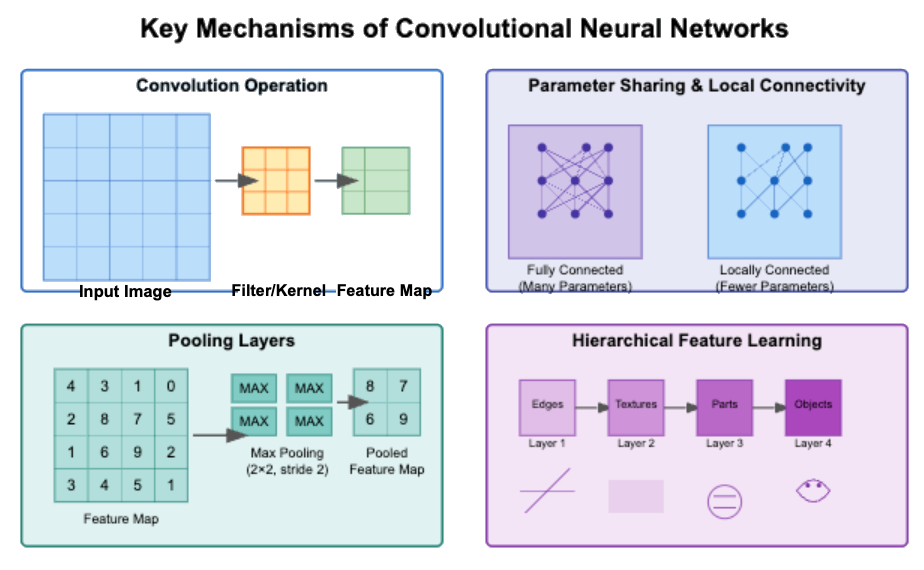 Key Mechanisms of Convolutional Neural Networks
Convolution Operation
Input Image
Filter/Kernel
Feature Map
Parameter Sharing & Local Connectivity
Fully Connected
(Many Parameters)
Locally Connected
(Fewer Parameters)
Pooling Layers
4 3 1 0
2 8 7 5
1 6 9 2
3 4 5 1
Feature Map
MAX MAX
MAX MAX
Max Pooling
(2×2, stride 2)
8 7
6 9
Pooled
Feature Map
Hierarchical Feature Learning
Edges
Textures
Parts
Objects
Layer 1
Layer 2
Layer 3
Layer 4